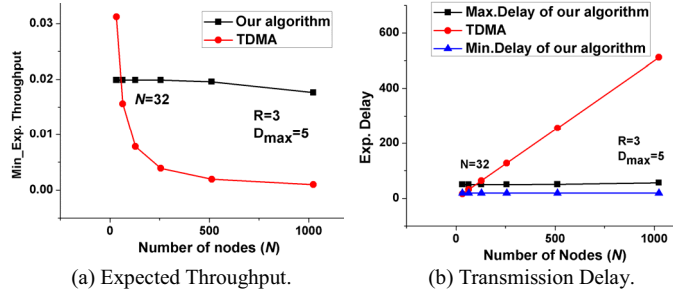 Our algorithm
TDMA
0.03
0.02
0.01
0.00
Min_Exp. Throughput
N=32
R=3
Dmax=5
0
500
1000
Number of nodes (N)
(a) Expected Throughput.
Max.Delay of our algorithm
TDMA
Min.Delay of our algorithm
600
400
200
0
Exp. Delay
N=32
R=3
Dmax=5
0
500
1000
Number of Nodes (N)
(b) Transmission Delay.